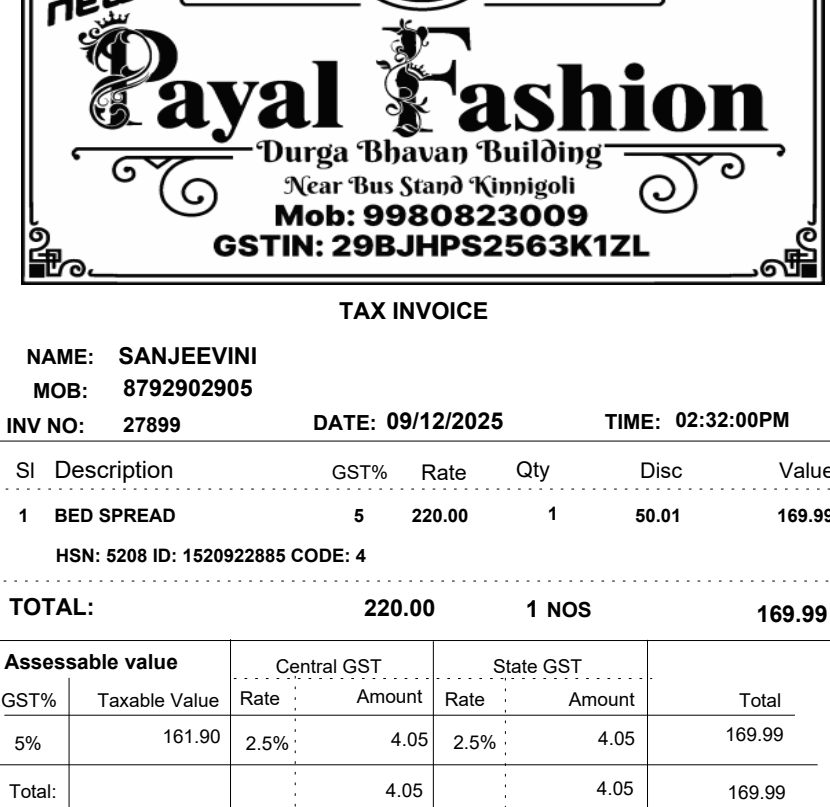 new
Payal Fashion
Durga Bhavan Building
Near Bus Stand Kinnigoli
Mob: 9980823009
GSTIN: 29BJHPS2563K1ZL
TAX INVOICE
NAME: SANJEEVINI
MOB: 8792902905
INV NO: 27899 DATE: 09/12/2025 TIME: 02:32:00PM
Sl Description GST% Rate Qty Disc Value
1 BED SPREAD 5 220.00 1 50.01 169.99
HSN: 5208 ID: 1520922885 CODE: 4
TOTAL: 220.00 1 NOS 169.99
Assessable value Central GST State GST
GST% Taxable Value Rate Amount Rate Amount Total
5% 161.90 2.5% 4.05 2.5% 4.05 169.99
Total: 4.05 4.05 169.99